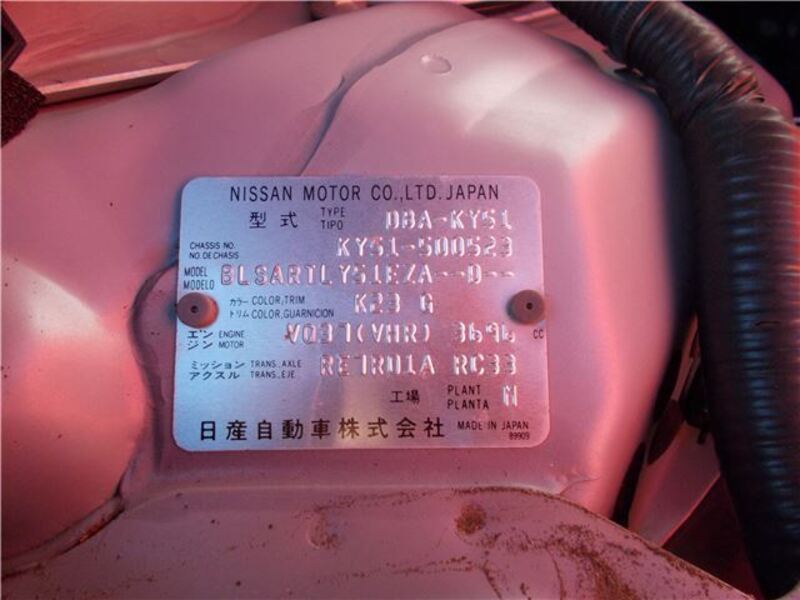 NISSAN MOTOR CO.,LTD. JAPAN
型式 TYPE TIPO DBA-KY51
CHASSIS NO. NO. DE CHASIS KY51-500523
MODEL MODELO BLSARTLY51EZA--D--
カラー COLOR,TRIM トリム COLOR,GUARNICION K23 G
エンジン ENGINE MOTOR VQ37(VHR) 3696 CC
ミッション TRANS. AXLE アクスル TRANS. EJE RE7R01A RC33
工場 PLANT PLANTA
日産自動車株式会社 MADE IN JAPAN
89909